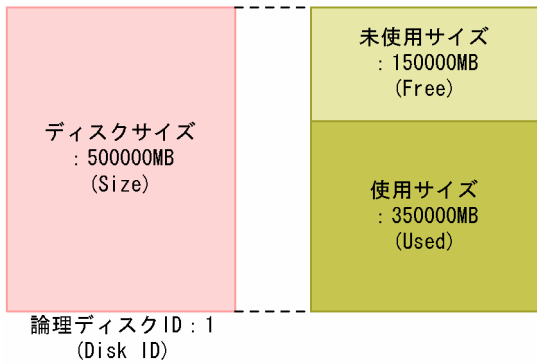 ディスクサイズ
：500000MB
(Size)
論理ディスクID：1
(Disk ID)
未使用サイズ
：150000MB
(Free)
使用サイズ
：350000MB
(Used)